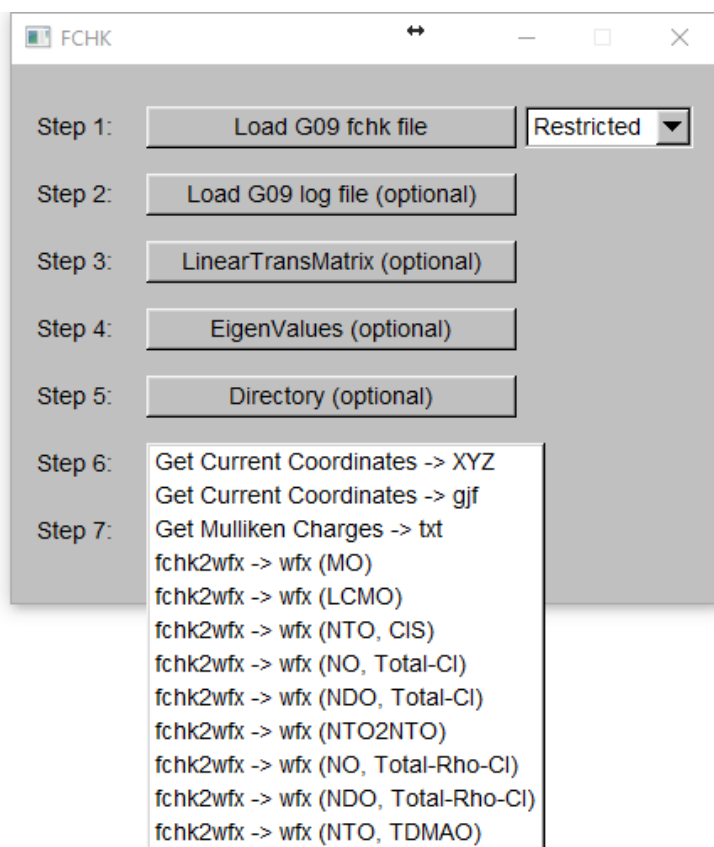 FCHK
Step 1: Load G09 fchk file Restricted
Step 2: Load G09 log file (optional)
Step 3: LinearTransMatrix (optional)
Step 4: EigenValues (optional)
Step 5: Directory (optional)
Step 6: Get Current Coordinates -> XYZ
Get Current Coordinates -> gjf
Step 7: Get Mulliken Charges -> txt
fchk2wfx -> wfx (MO)
fchk2wfx -> wfx (LCMO)
fchk2wfx -> wfx (NTO, CIS)
fchk2wfx -> wfx (NO, Total-CI)
fchk2wfx -> wfx (NDO, Total-CI)
fchk2wfx -> wfx (NTO2NTO)
fchk2wfx -> wfx (NO, Total-Rho-CI)
fchk2wfx -> wfx (NDO, Total-Rho-CI)
fchk2wfx -> wfx (NTO, TDMAO)